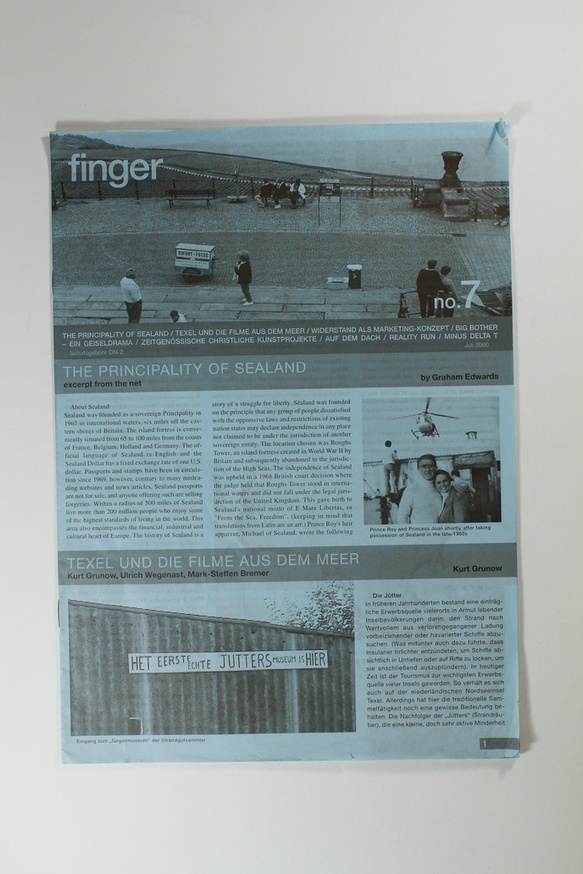 finger
SOFORT-FOTOS
no.7
THE PRINCIPALITY OF SEALAND / TEXEL UND DIE FILME AUS DEM MEER / WIDERSTAND ALS MARKETING-KONZEPT / BIG BOTHER
– EIN GEISELDRAMA / ZEITGENÖSSISCHE CHRISTLICHE KUNSTPROJEKTE / AUF DEM DACH / REALITY RUN / MINUS DELTA T
Schutzgebühr DM 2
Juli 2000
THE PRINCIPALITY OF SEALAND
excerpt from the net
by Graham Edwards
About Sealand:
Sealand was founded as a sovereign Principality in
1967 in international waters, six miles off the eas-
tern shores of Britain. The island fortress is conve-
niently situated from 65 to 100 miles from the coasts
of France, Belgium, Holland and Germany. The of-
ficial language of Sealand is English and the
Sealand Dollar has a fixed exchange rate of one U.S.
dollar. Passports and stamps have been in circula-
tion since 1969, however, contrary to many mislea-
ding websites and news articles, Sealand passports
are not for sale, and anyone offering such are selling
forgeries. Within a radius of 500 miles of Sealand
live more than 200 million people who enjoy some
of the highest standards of living in the world. This
area also encompasses the financial, industrial and
cultural heart of Europe. The history of Sealand is a
story of a struggle for liberty. Sealand was founded
on the principle that any group of people dissatisfied
with the oppressive laws and restrictions of existing
nation states may declare independence in any place
not claimed to be under the jurisdiction of another
sovereign entity. The location chosen was Roughs
Tower, an island fortress created in World War II by
Britain and subsequently abandoned to the jurisdic-
tion of the High Seas. The independence of Sealand
was upheld in a 1968 British court decision where
the judge held that Roughs Tower stood in interna-
tional waters and did not fall under the legal juris-
diction of the United Kingdom. This gave birth to
Sealand's national motto of E Mare Libertas, or
"From the Sea, Freedom". (keeping in mind that
translations from Latin are an art.) Prince Roy's heir
apparent, Michael of Sealand, wrote the following
Prince Roy and Princess Joan shortly after taking
possession of Sealand in the late-1960s
TEXEL UND DIE FILME AUS DEM MEER
Kurt Grunow, Ulrich Wegenast, Mark-Steffen Bremer
Kurt Grunow
HET EERSTE ECHTE JUTTERS MUSEUM IS HIER
Eingang zum „Gegenmuseum“ der Strandgutsammler
Die Jütter
In früheren Jahrhunderten bestand eine einträg-
liche Erwerbsquelle vielerorts in Armut lebender
Inselbevölkerungen darin, den Strand nach
Wertvollem aus verlorengegangener Ladung
vorbeiziehender oder havarierter Schiffe abzu-
suchen. (Was mitunter auch dazu führte, dass
Insulaner Irrlichter entzündeten, um Schiffe ab-
sichtlich in Untiefen oder auf Riffe zu locken, um
sie anschließend auszuplündern). In heutiger
Zeit ist der Tourismus zur wichtigsten Erwerbs-
quelle vieler Inseln geworden. So verhält es sich
auch auf der niederländischen Nordseeinsel
Texel. Allerdings hat hier die traditionelle Sam-
meltätigkeit noch eine gewisse Bedeutung be-
halten. Die Nachfolger der „Jütters“ (Strandräu-
ber), die eine kleine, doch sehr aktive Minderheit
1